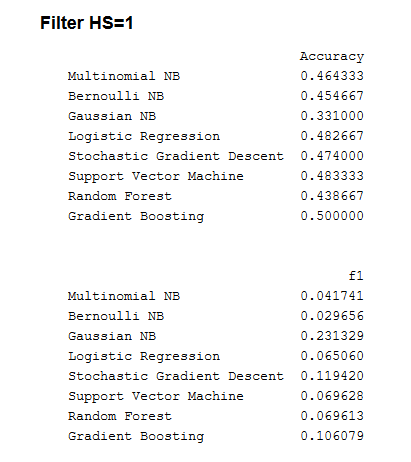 Filter HS=1
Accuracy
Multinomial NB 0.464333
Bernoulli NB 0.454667
Gaussian NB 0.331000
Logistic Regression 0.482667
Stochastic Gradient Descent 0.474000
Support Vector Machine 0.483333
Random Forest 0.438667
Gradient Boosting 0.500000
f1
Multinomial NB 0.041741
Bernoulli NB 0.029656
Gaussian NB 0.231329
Logistic Regression 0.065060
Stochastic Gradient Descent 0.119420
Support Vector Machine 0.069628
Random Forest 0.069613
Gradient Boosting 0.106079